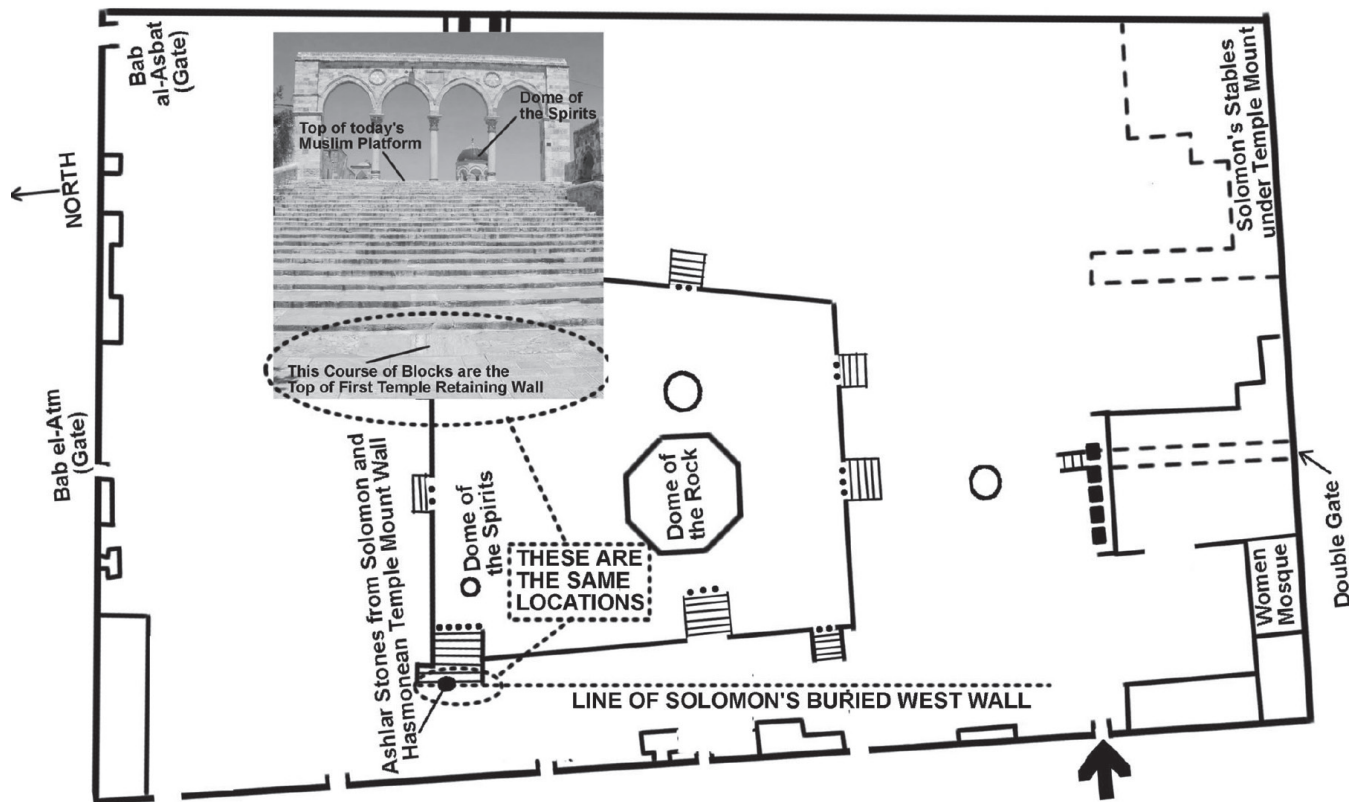 Bab
al-Asbat
(Gate)
NORTH
Bab el-Atm
(Gate)
Dome of
the Spirits
Top of today's
Muslim Platform
This Course of Blocks are the
Top of First Temple Retaining Wall
Solomon's Stables
under Temple Mount
Ashlar Stones from Solomon and
Hasmonean Temple Mount Wall
Dome of
the Spirits
Dome of
the Rock
THESE ARE
THE SAME
LOCATIONS
LINE OF SOLOMON'S BURIED WEST WALL
Women
Mosque
Double Gate